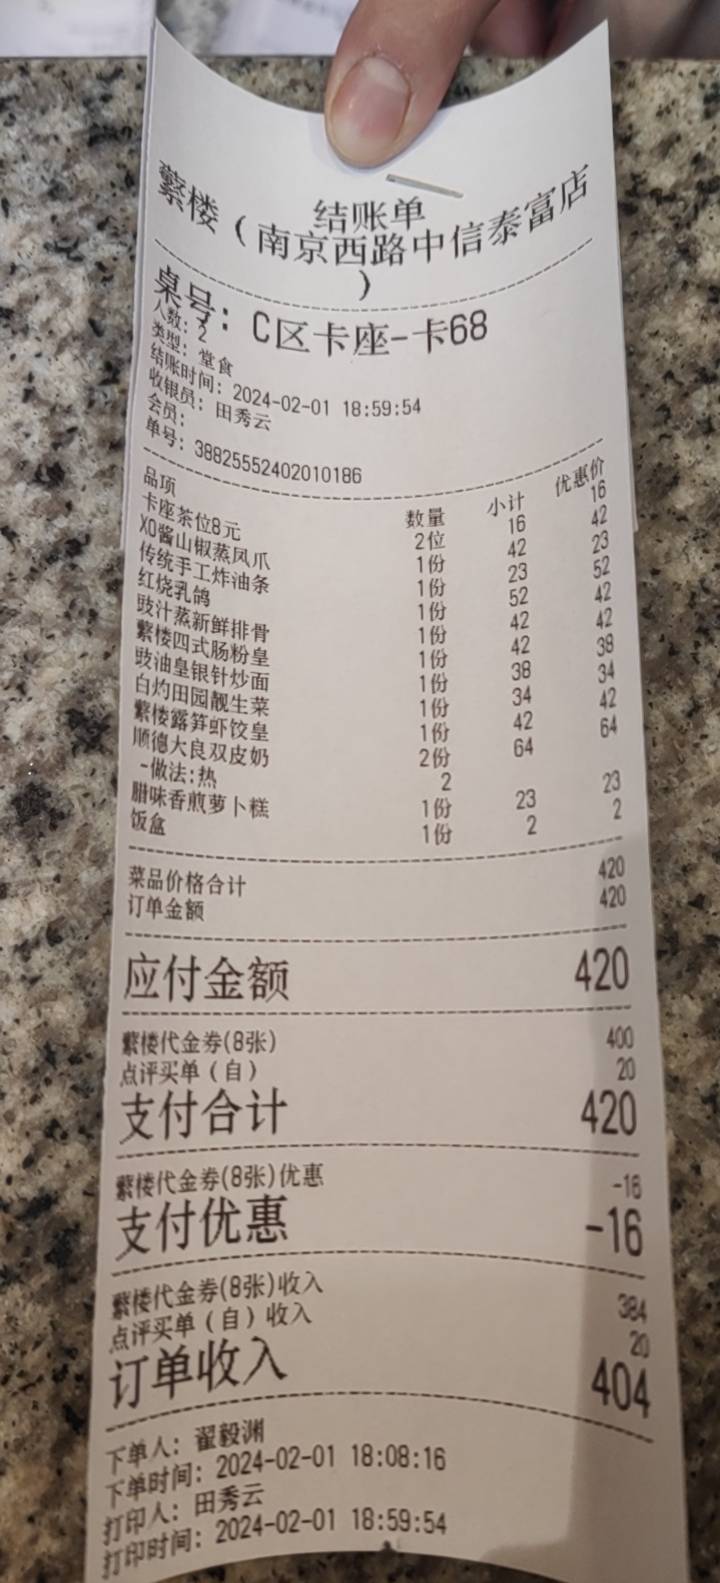 结账单
蘩楼（南京西路中信泰富店
）
桌号：C区卡座-卡68
人数：2
类型：堂食
结账时间：2024-02-01 18:59:54
收银员：田秀云
会员：
单号：38825552402010186
品项 数量 小计 优惠价
卡座茶位8元 2位 16 16
XO酱山椒蒸凤爪 1份 42 42
传统手工炸油条 1份 23 23
红烧乳鸽 1份 52 52
豉汁蒸新鲜排骨 1份 42 42
蘩楼四式肠粉皇 1份 42 42
豉油皇银针炒面 1份 38 38
白灼田园靓生菜 1份 34 34
蘩楼露笋虾饺皇 1份 42 42
顺德大良双皮奶 2份 64 64
-做法:热 2
腊味香煎萝卜糕 1份 23 23
饭盒 1份 2 2
菜品价格合计 420
订单金额 420
应付金额 420
蘩楼代金券(8张) 400
点评买单（自） 20
支付合计 420
蘩楼代金券(8张)优惠 -16
支付优惠 -16
蘩楼代金券(8张)收入 384
点评买单（自）收入 20
订单收入 404
下单人：翟毅渊
下单时间：2024-02-01 18:08:16
打印人：田秀云
打印时间：2024-02-01 18:59:54